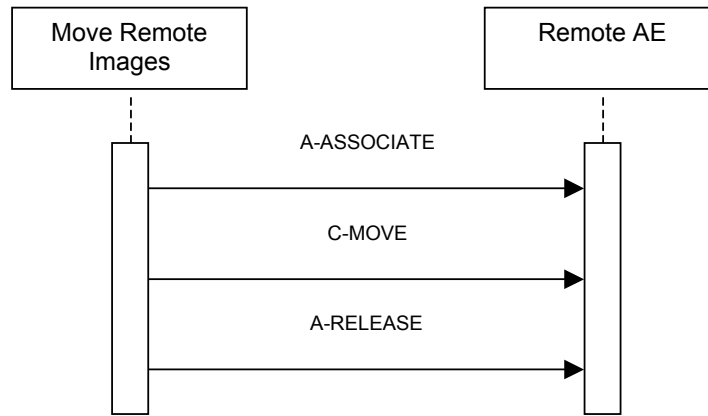 Move Remote
Images
Remote AE
A-ASSOCIATE
C-MOVE
A-RELEASE